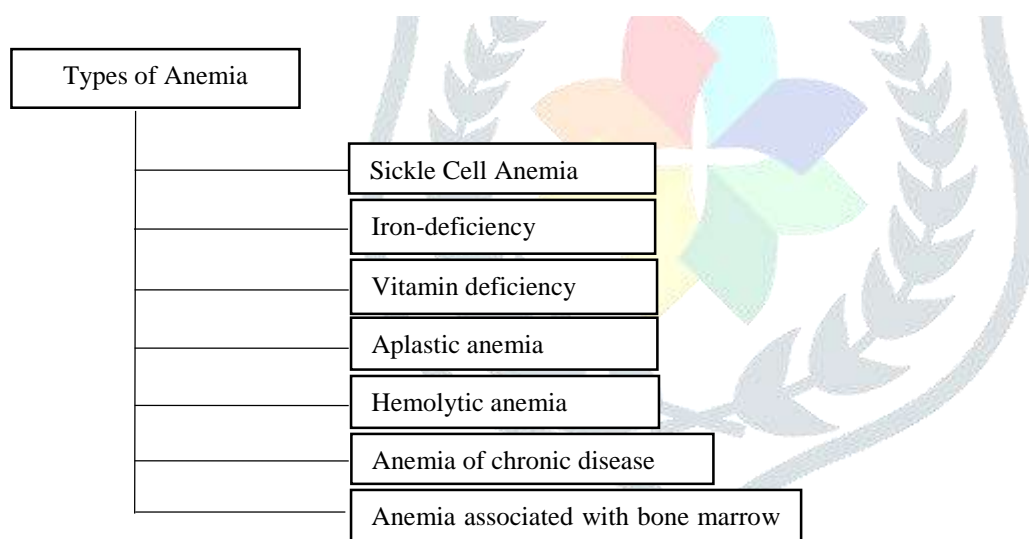 Types of Anemia
Sickle Cell Anemia
Iron-deficiency
Vitamin deficiency
Aplastic anemia
Hemolytic anemia
Anemia of chronic disease
Anemia associated with bone marrow